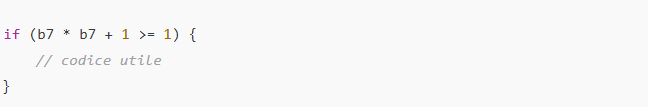 if (b7 * b7 + 1 >= 1) {
    // codice utile
}